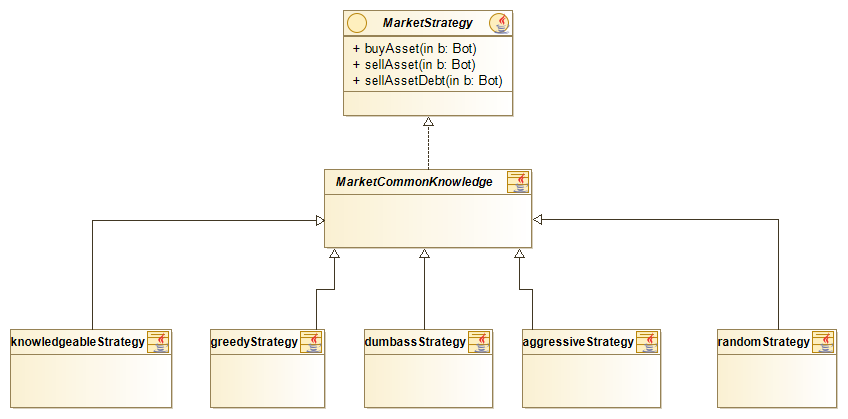 MarketStrategy
+ buyAsset(in b: Bot)
+ sellAsset(in b: Bot)
+ sellAssetDebt(in b: Bot)
MarketCommonKnowledge
knowledgeableStrategy
greedyStrategy
dumbassStrategy
aggressiveStrategy
randomStrategy